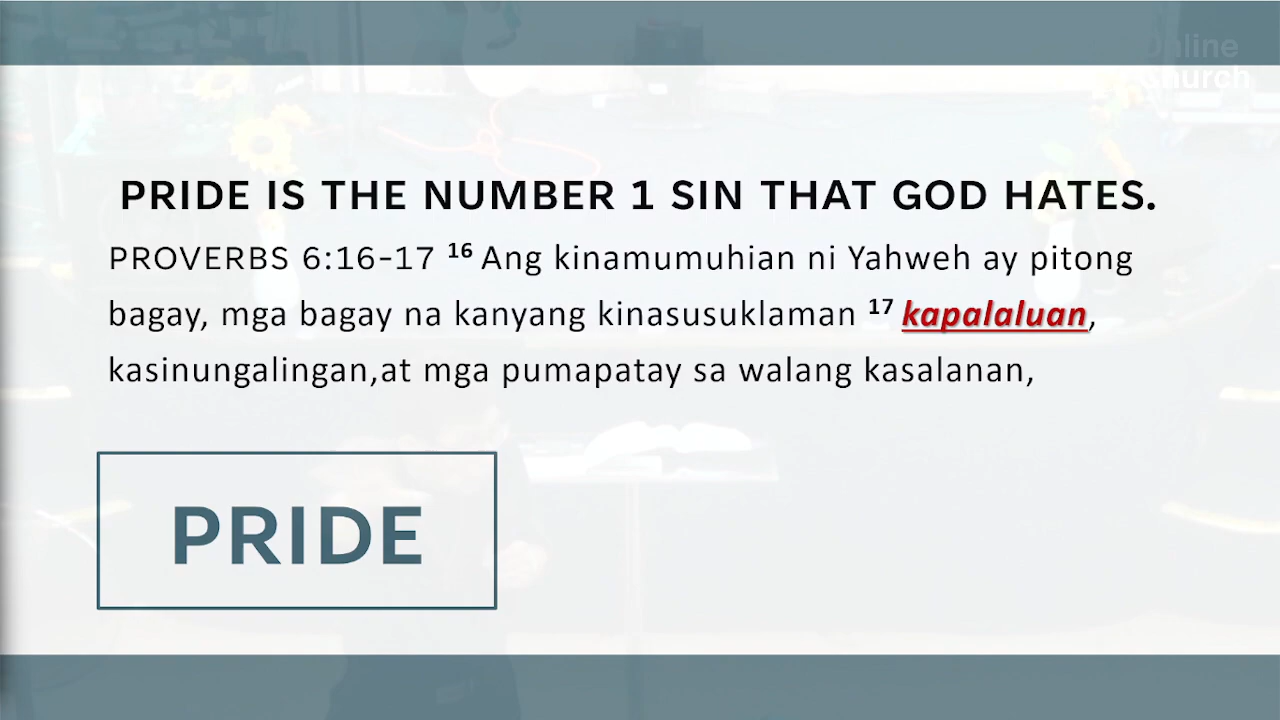 Online
Church
PRIDE IS THE NUMBER 1 SIN THAT GOD HATES.
PROVERBS 6:16-17 16 Ang kinamumuhian ni Yahweh ay pitong
bagay, mga bagay na kanyang kinasusuklaman 17 kapalaluan,
kasinungalingan,at mga pumapatay sa walang kasalanan,
PRIDE